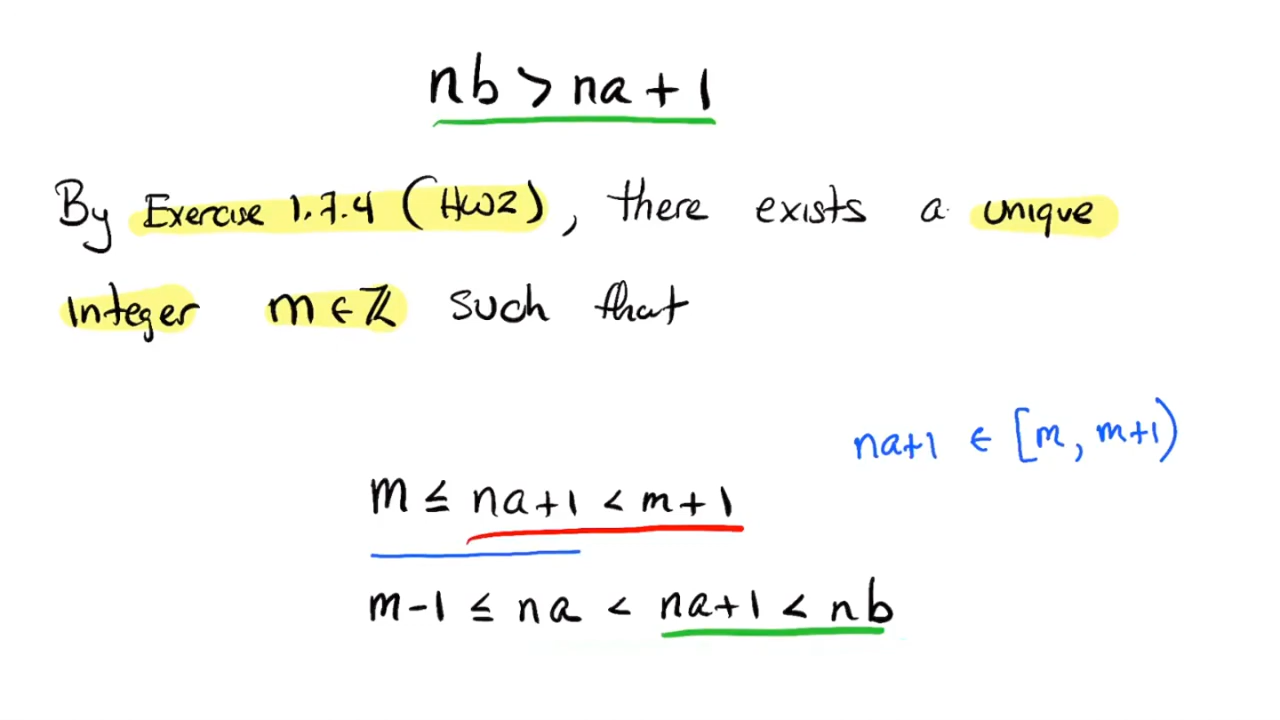 nb > na + 1
By Exercise 1.7.4 (HW2), there exists a unique
Integer m ∈ ℤ such that
na+1 ∈ [m, m+1)
m ≤ na+1 < m+1
m-1 ≤ na < na+1 < nb